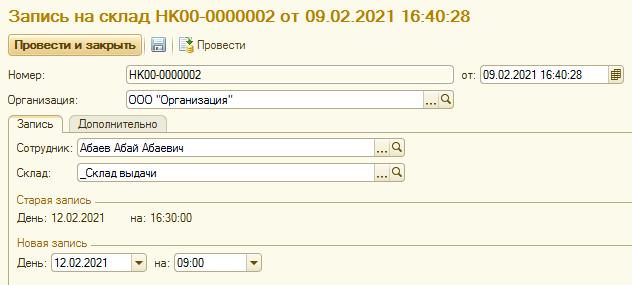 Запись на склад НК00-0000002 от 09.02.2021 16:40:28
Провести и закрыть Провести
Номер: НК00-0000002 от: 09.02.2021 16:40:28
Организация: ООО "Организация" ...
Запись Дополнительно
Сотрудник: Абаев Абай Абаевич ...
Склад: _Склад выдачи ...
Старая запись
День: 12.02.2021 на: 16:30:00
Новая запись
День: 12.02.2021 на: 09:00